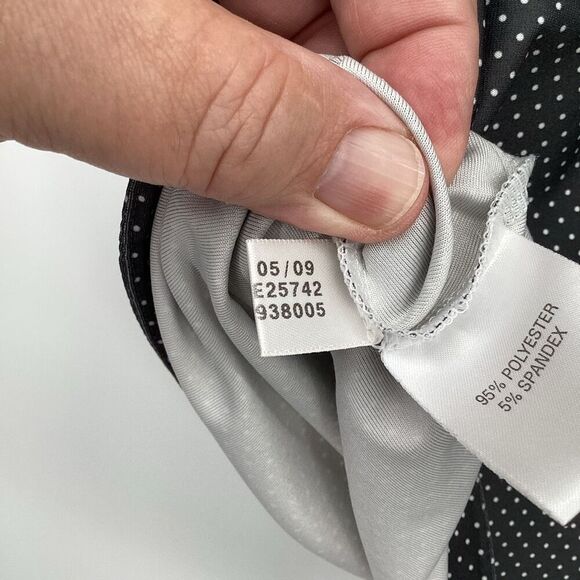 05/09
E25742
938005
95% POLYESTER
5% SPANDEX